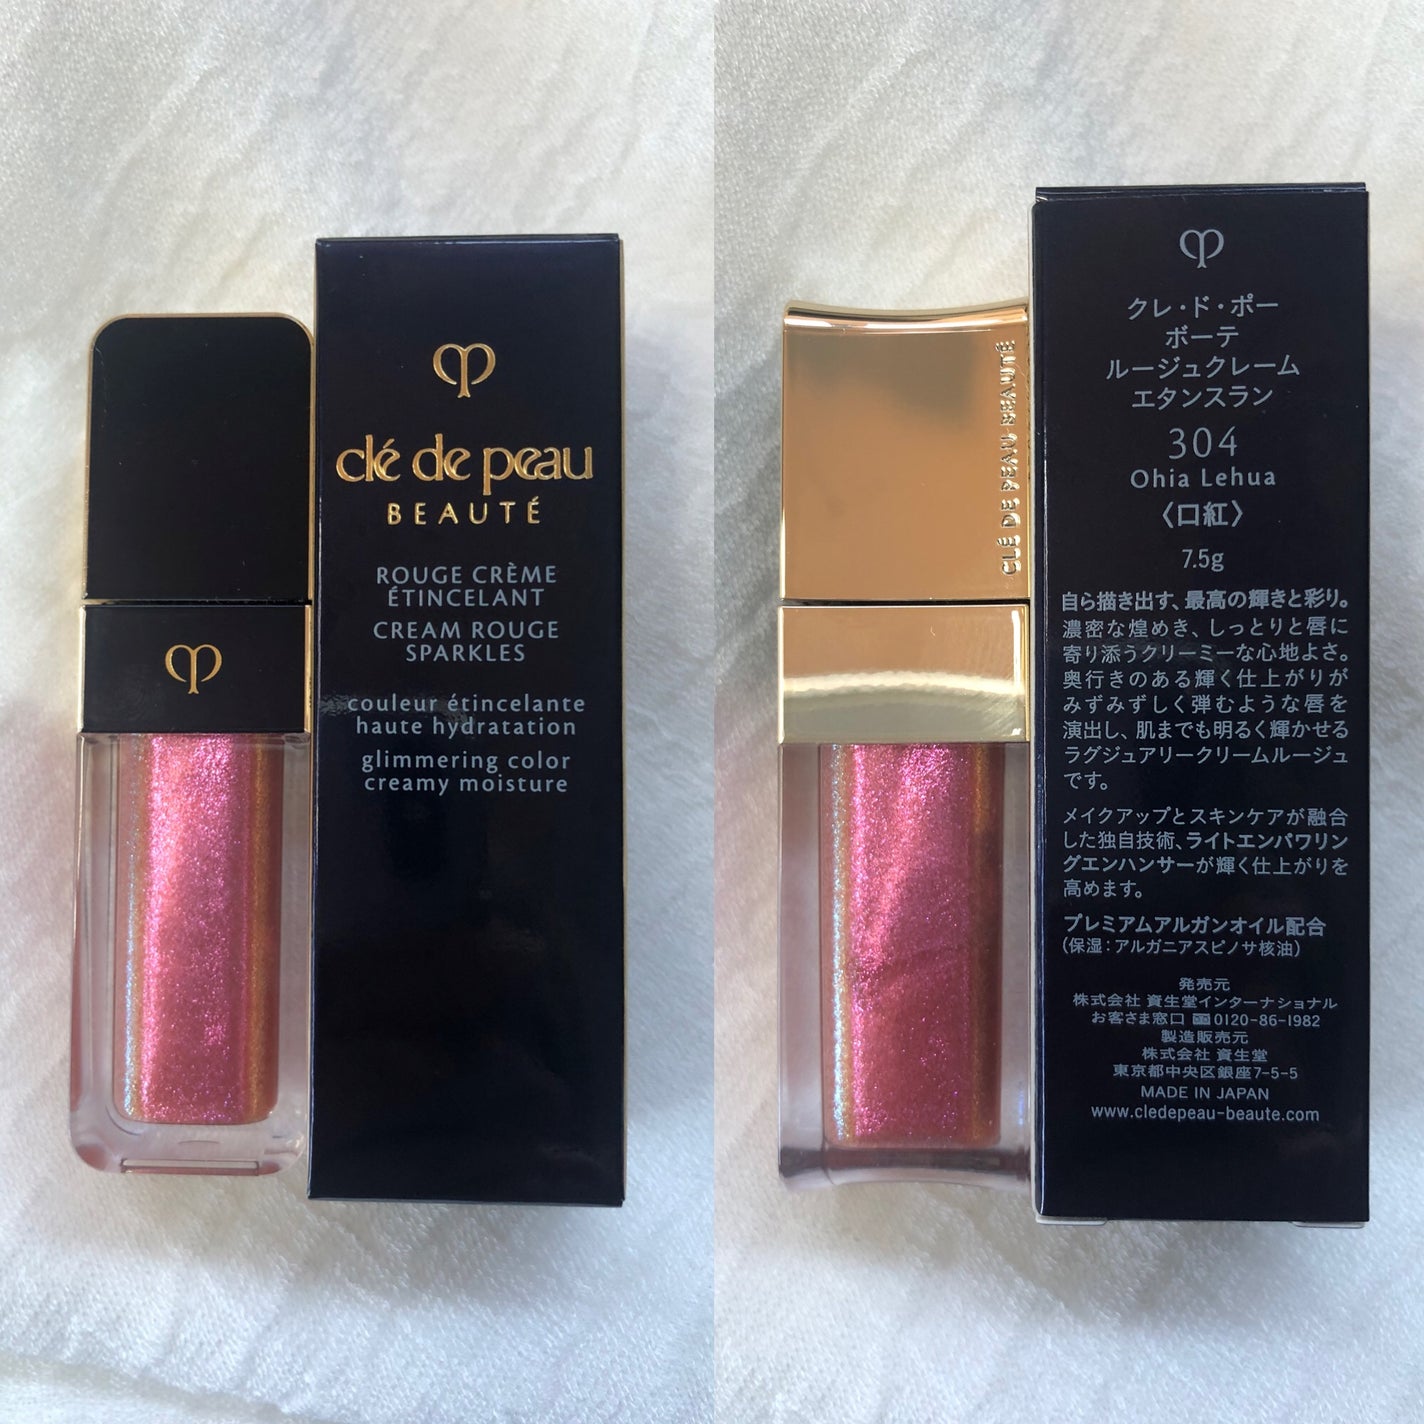 clé de peau
BEAUTÉ
ROUGE CRÈME
ÉTINCELANT
CREAM ROUGE
SPARKLES
couleur étincelante
haute hydratation
glimmering color
creamy moisture
CLÉ DE PEAU BEAUTÉ
クレ・ド・ポー
ボーテ
ルージュクレーム
エタンスラン
304
Ohia Lehua
〈口紅〉
7.5g
自ら描き出す、最高の輝きと彩り。
濃密な煌めき、しっとりと唇に
寄り添うクリーミーな心地よさ。
奥行きのある輝く仕上がりが
みずみずしく弾むような唇を
演出し、肌までも明るく輝かせる
ラグジュアリークリームルージュ
です。
メイクアップとスキンケアが融合
した独自技術、ライトエンパワリン
グエンハンサーが輝く仕上がりを
高めます。
プレミアムアルガンオイル配合
(保湿:アルガニアスピノサ核油)
発売元
株式会社 資生堂インターナショナル
お客さま窓口 0120-86-1982
製造販売元
株式会社 資生堂
東京都中央区銀座7-5-5
MADE IN JAPAN
www.cledepeau-beaute.com